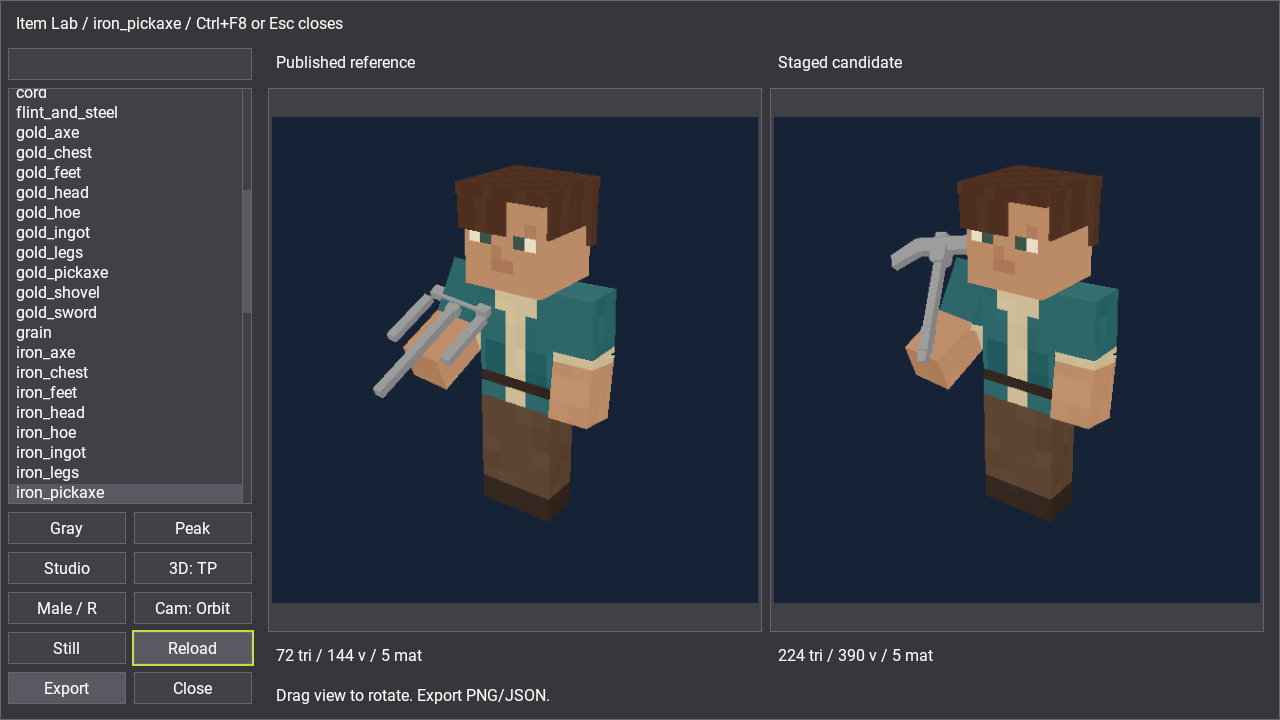 Item Lab / iron_pickaxe / Ctrl+F8 or Esc closes
Published reference
Staged candidate
cord
flint_and_steel
gold_axe
gold_chest
gold_feet
gold_head
gold_hoe
gold_ingot
gold_legs
gold_pickaxe
gold_shovel
gold_sword
grain
iron_axe
iron_chest
iron_feet
iron_head
iron_hoe
iron_ingot
iron_legs
iron_pickaxe
Gray
Peak
Studio
3D: TP
Male / R
Cam: Orbit
Still
Reload
Export
Close
72 tri / 144 v / 5 mat
224 tri / 390 v / 5 mat
Drag view to rotate. Export PNG/JSON.